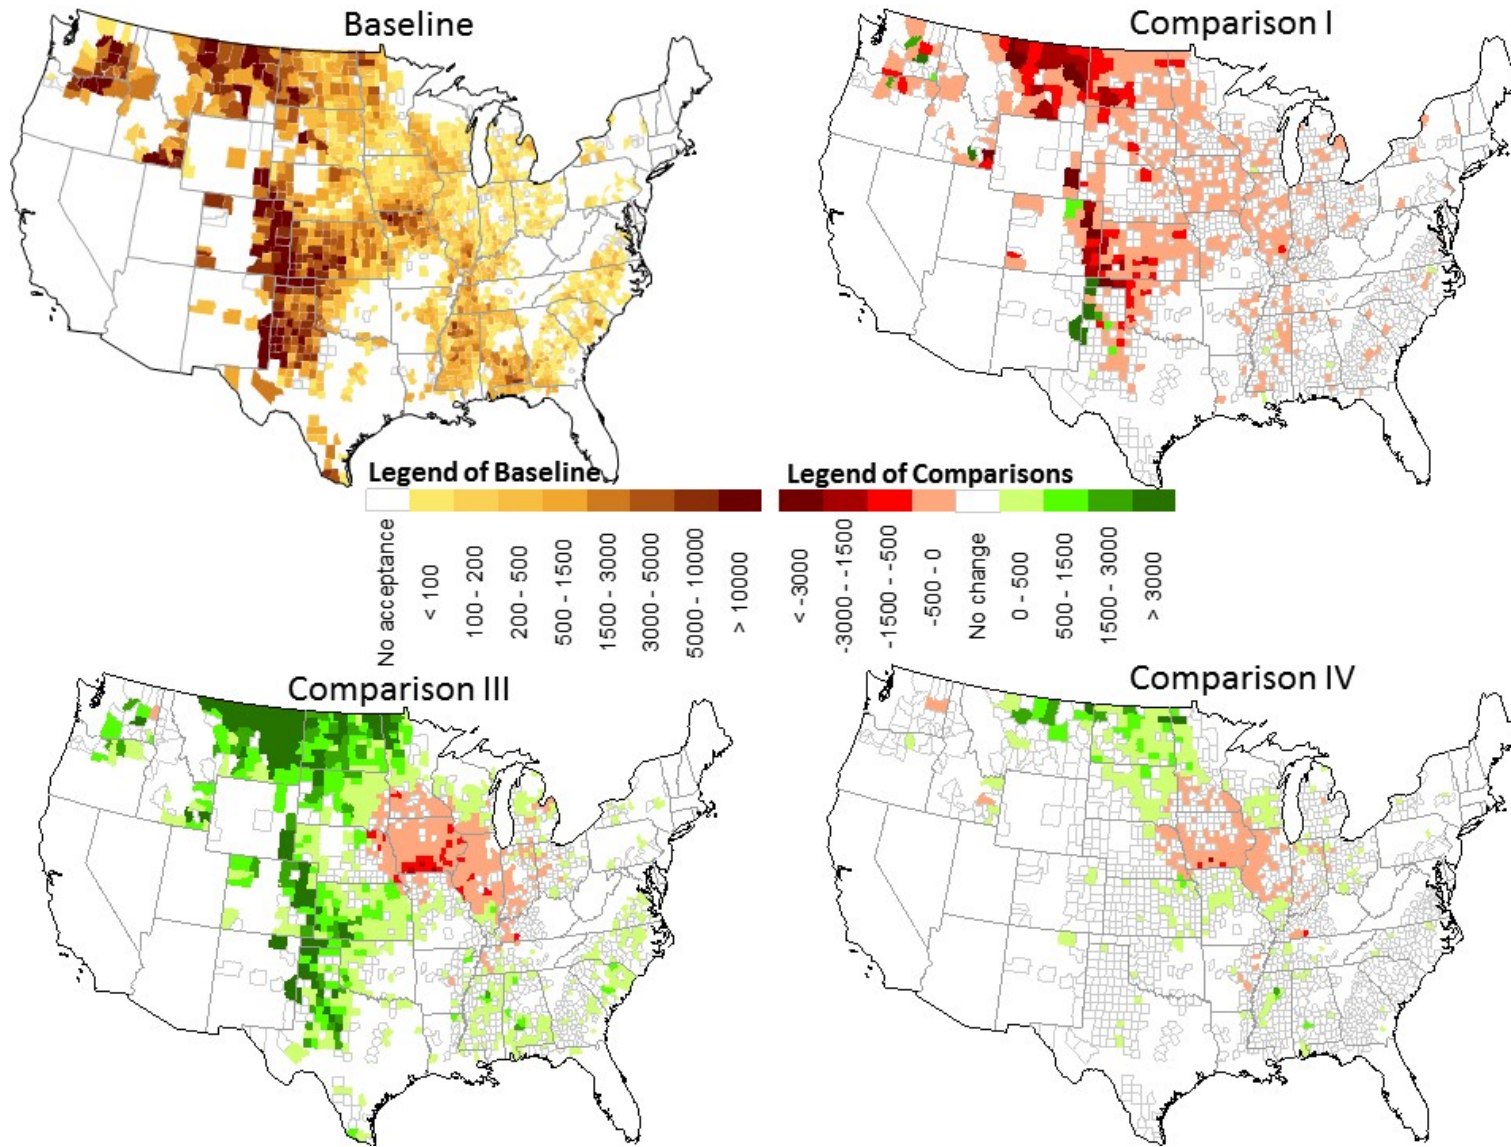 Baseline
Comparison I
Legend of Baseline
Legend of Comparisons
No acceptance
< 100
100 - 200
200 - 500
500 - 1500
1500 - 3000
3000 - 5000
5000 - 10000
> 10000
< -3000
-3000 - -1500
-1500 - -500
-500 - 0
No change
0 - 500
500 - 1500
1500 - 3000
> 3000
Comparison III
Comparison IV